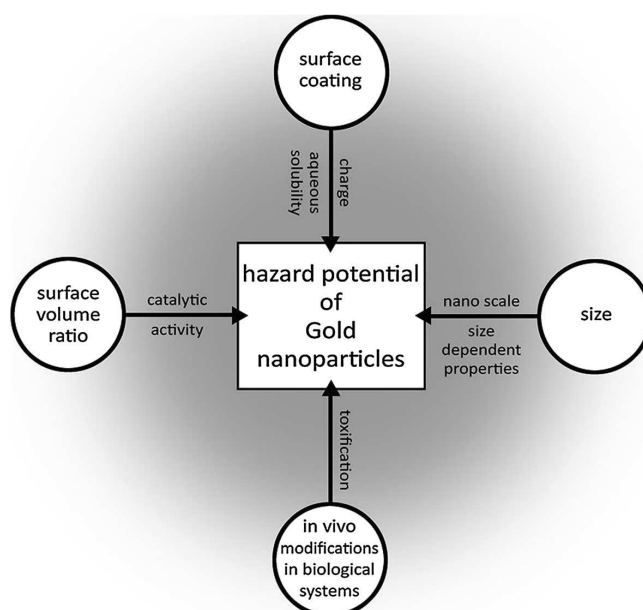 surface
coating
aqueous
solubility
charge
surface
volume
ratio
catalytic
activity
hazard potential
of
Gold
nanoparticles
nano scale
size
dependent
properties
size
toxification
in vivo
modifications
in biological
systems